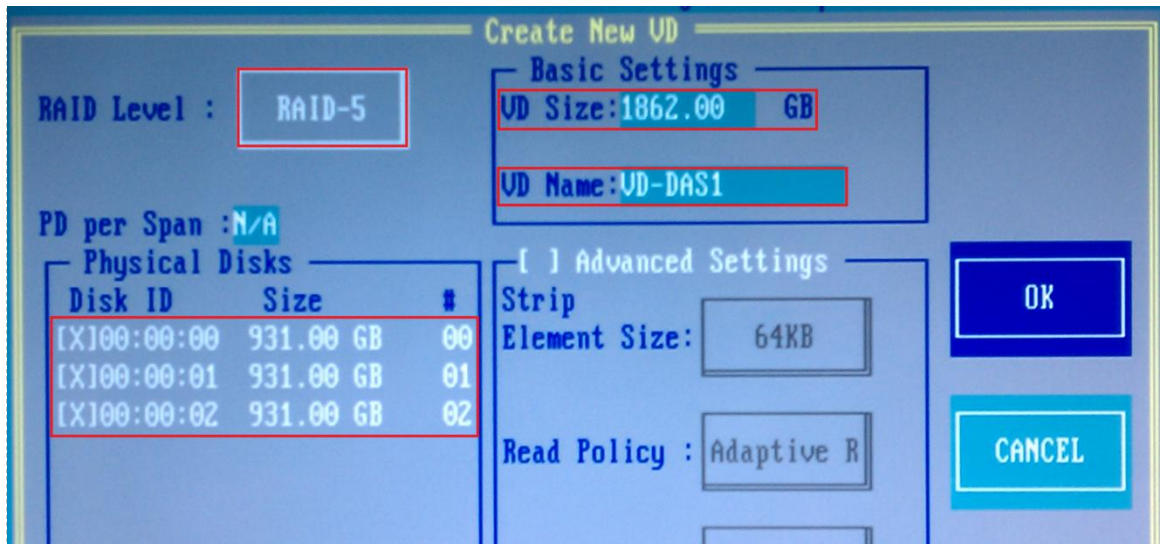 Create New VD
RAID Level : RAID-5
Basic Settings
VD Size:1862.00 GB
VD Name:VD-DAS1
PD per Span :N/A
Physical Disks
Disk ID Size #
[X]00:00:00 931.00 GB 00
[X]00:00:01 931.00 GB 01
[X]00:00:02 931.00 GB 02
[ ] Advanced Settings
Strip
Element Size: 64KB
Read Policy : Adaptive R
OK
CANCEL